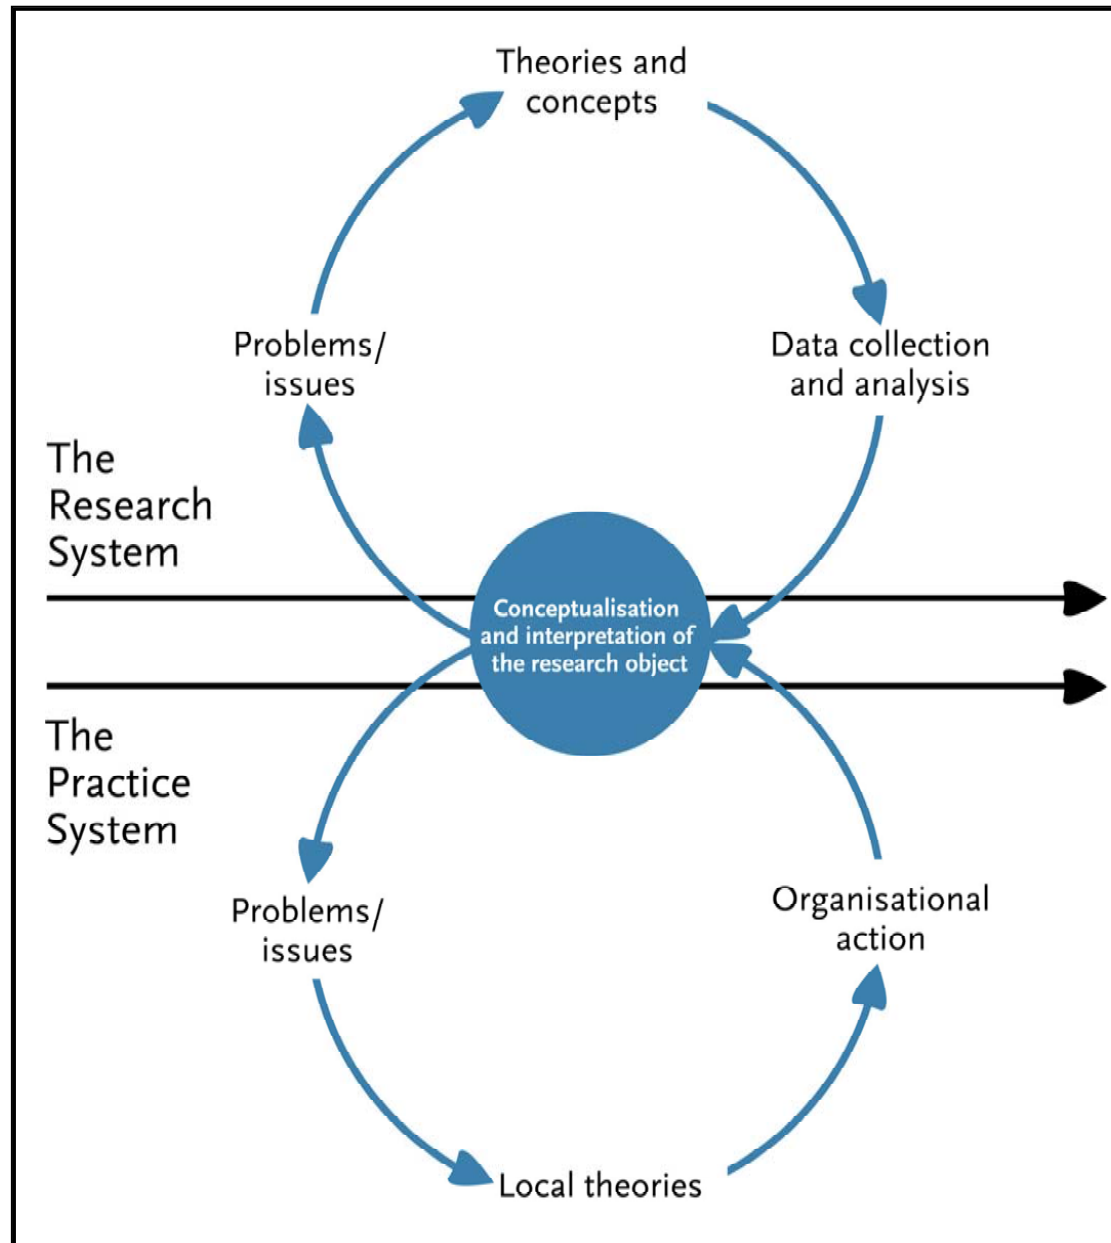 Theories and
concepts
Problems/
issues
Data collection
and analysis
The
Research
System
Conceptualisation
and interpretation of
the research object
The
Practice
System
Problems/
issues
Organisational
action
Local theories